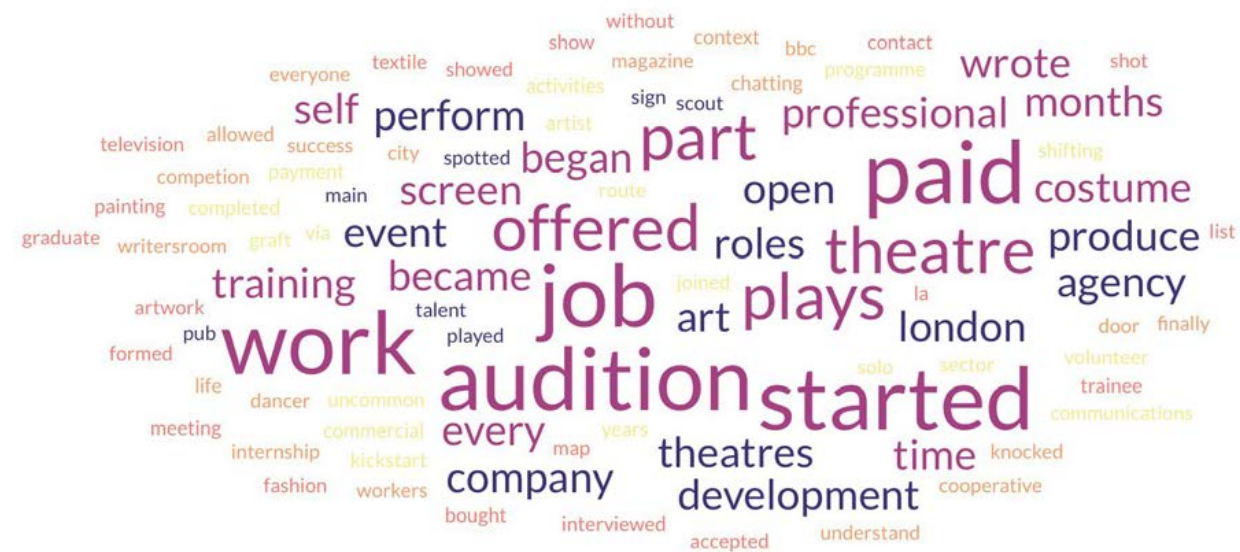 without
show context bbc contact
textile showed magazine wrote shot
everyone activities chatting programme
self perform sign scout professional months
television allowed success artist part
city spotted began paid shifting
competion payment main screen route open costume
painting completed
graduate writersroom graft via event offered roles theatre produce list
training became joined plays la agency
artwork talent job art london
pub work played door finally
formed
life audition started solo sector volunteer
dancer uncommon trainee
meeting commercial every years communications
internship kickstart map theatres time knocked
fashion workers company development cooperative
bought interviewed accepted understand